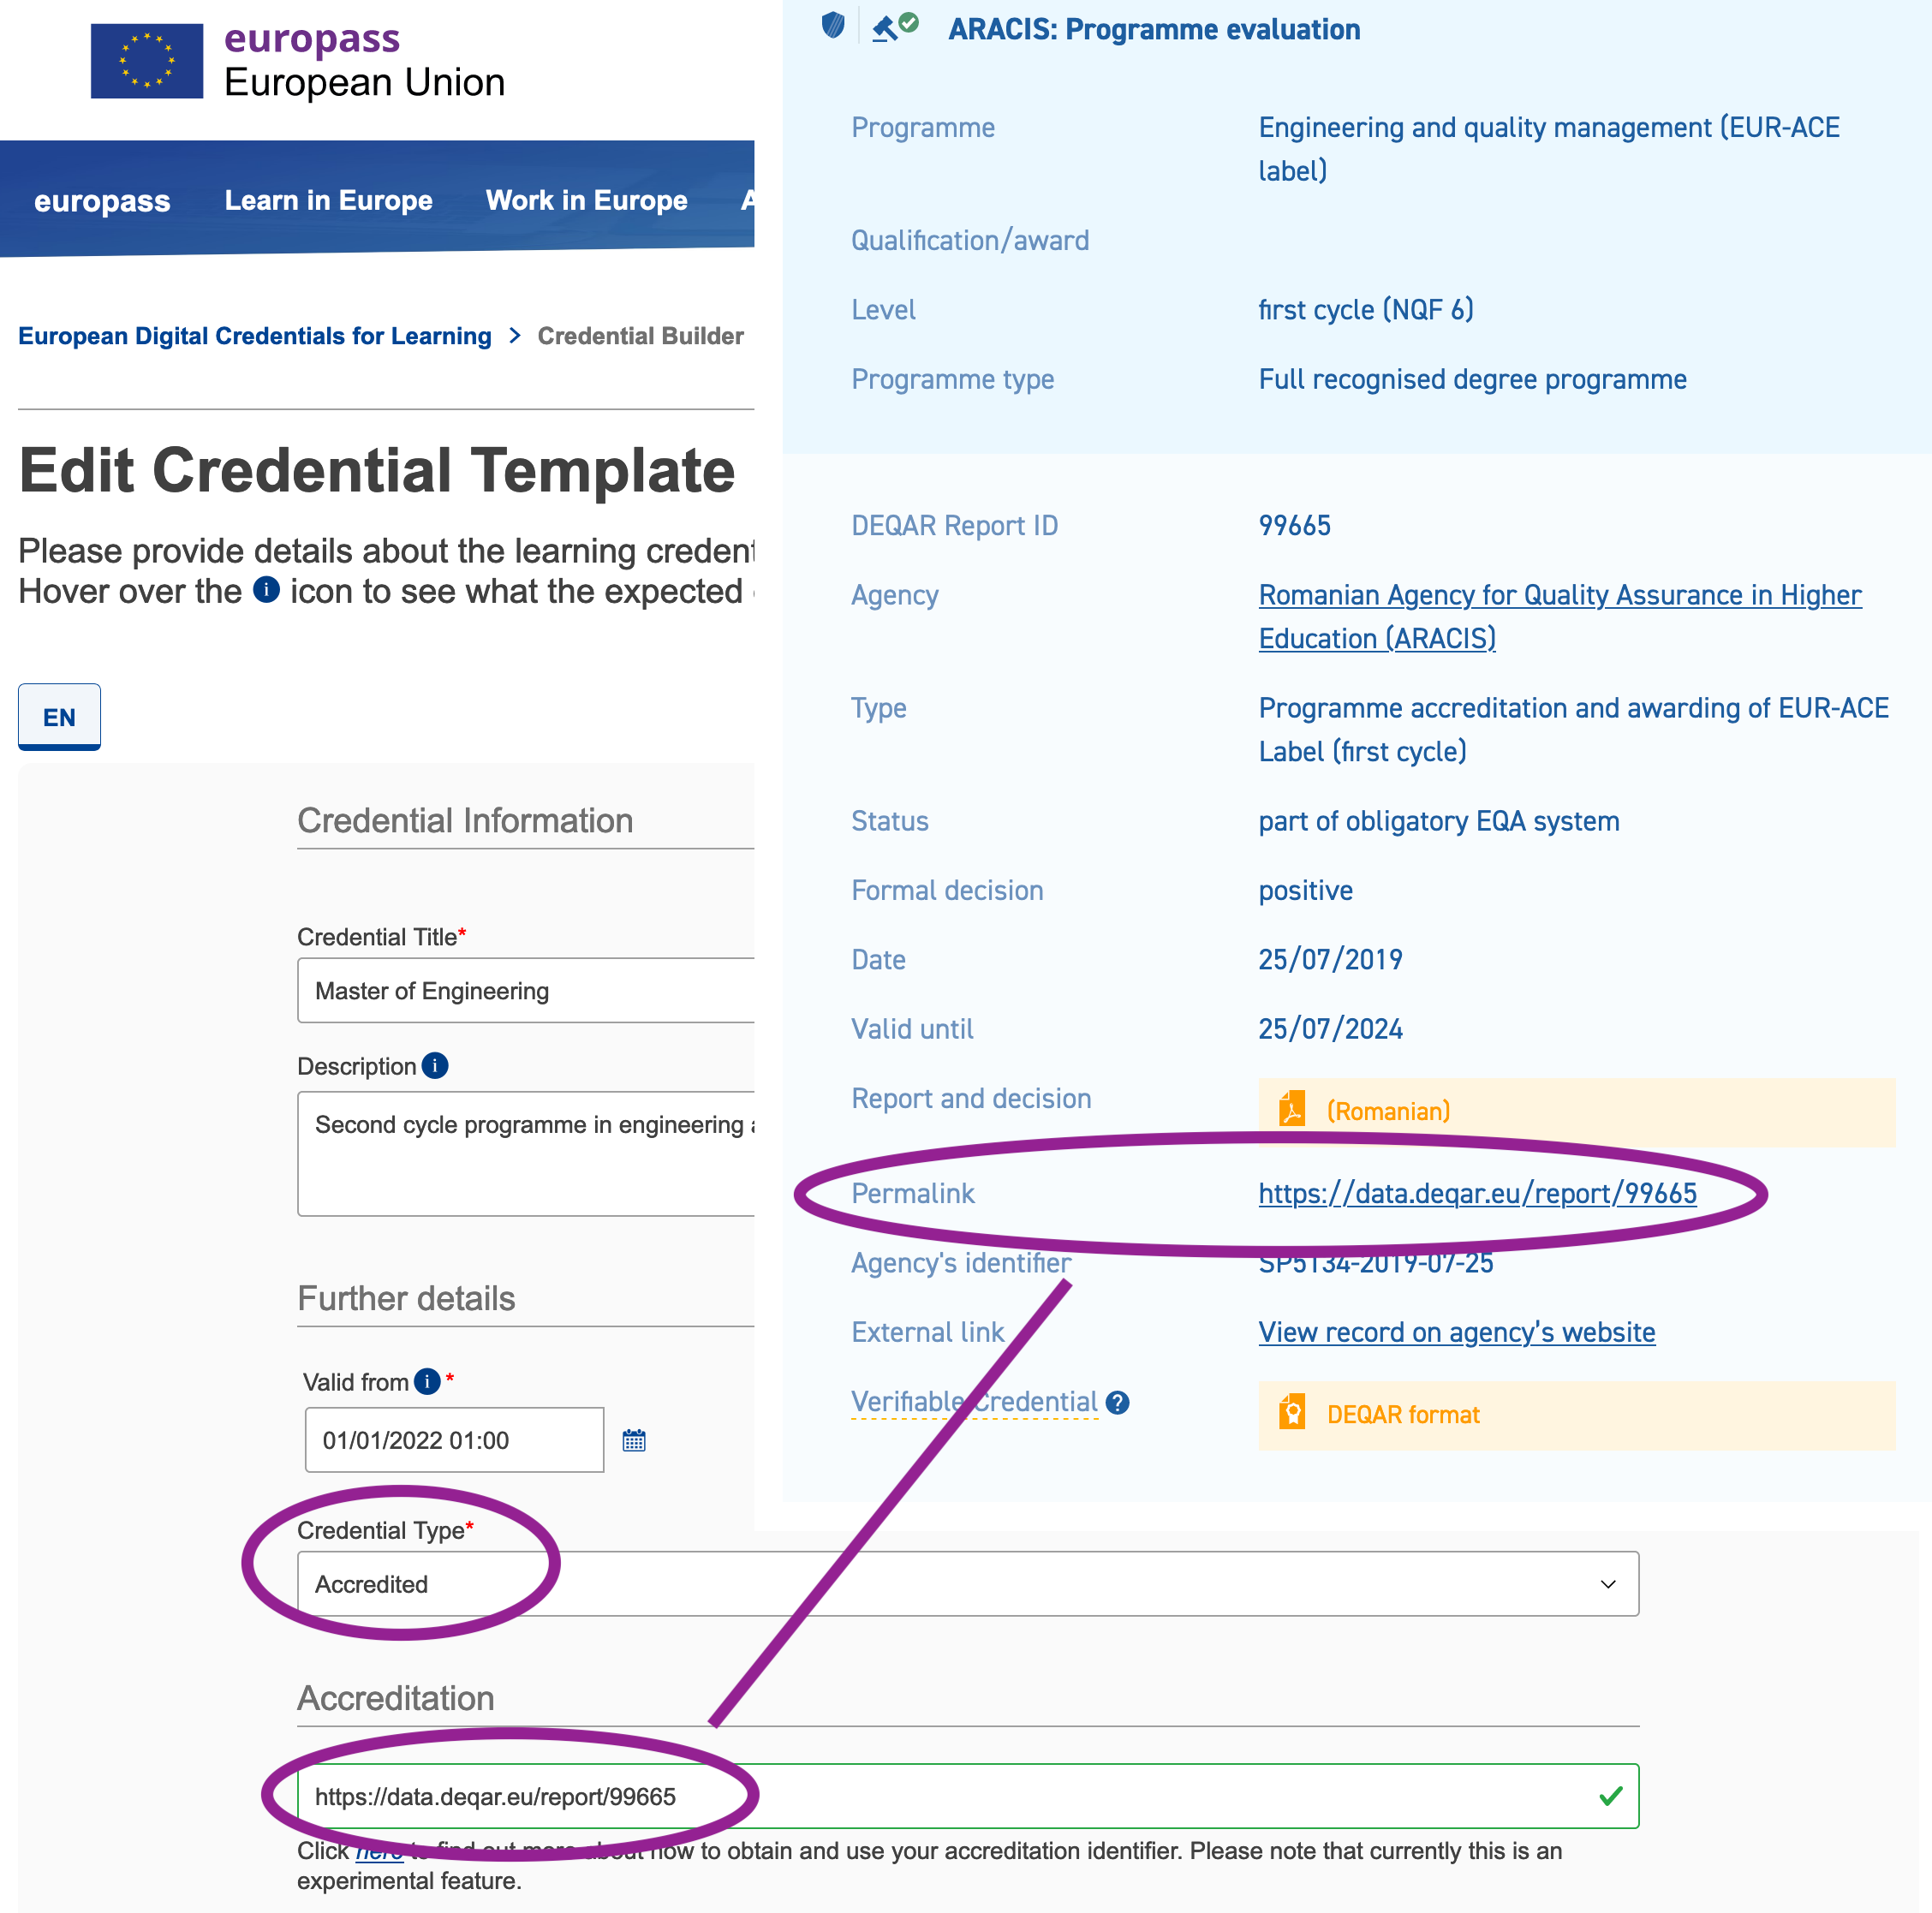 europass
European Union
europass Learn in Europe Work in Europe A
European Digital Credentials for Learning > Credential Builder
Edit Credential Template
Please provide details about the learning credent
Hover over the i icon to see what the expected
EN
Credential Information
Credential Title*
Master of Engineering
Description i
Second cycle programme in engineering a
Further details
Valid from i *
01/01/2022 01:00
Credential Type*
Accredited
Accreditation
https://data.deqar.eu/report/99665
Click here to find out more about how to obtain and use your accreditation identifier. Please note that currently this is an
experimental feature.
ARACIS: Programme evaluation
Programme Engineering and quality management (EUR-ACE
label)
Qualification/award
Level first cycle (NQF 6)
Programme type Full recognised degree programme
DEQAR Report ID 99665
Agency Romanian Agency for Quality Assurance in Higher
Education (ARACIS)
Type Programme accreditation and awarding of EUR-ACE
Label (first cycle)
Status part of obligatory EQA system
Formal decision positive
Date 25/07/2019
Valid until 25/07/2024
Report and decision (Romanian)
Permalink https://data.deqar.eu/report/99665
Agency's identifier SP5134-2019-07-25
External link View record on agency's website
Verifiable Credential ? DEQAR format